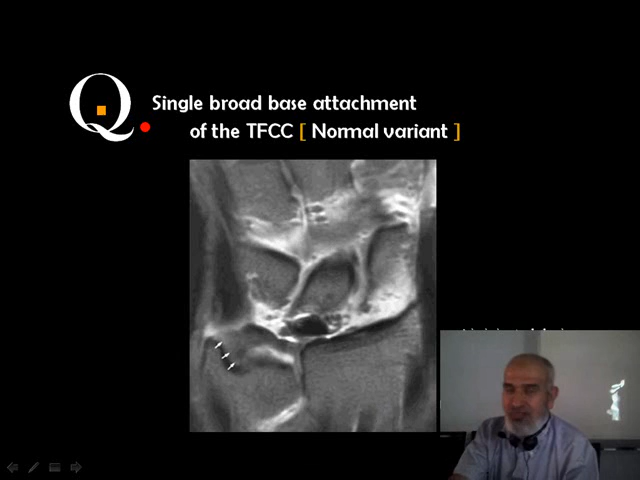 Q.
Single broad base attachment
of the TFCC [ Normal variant ]